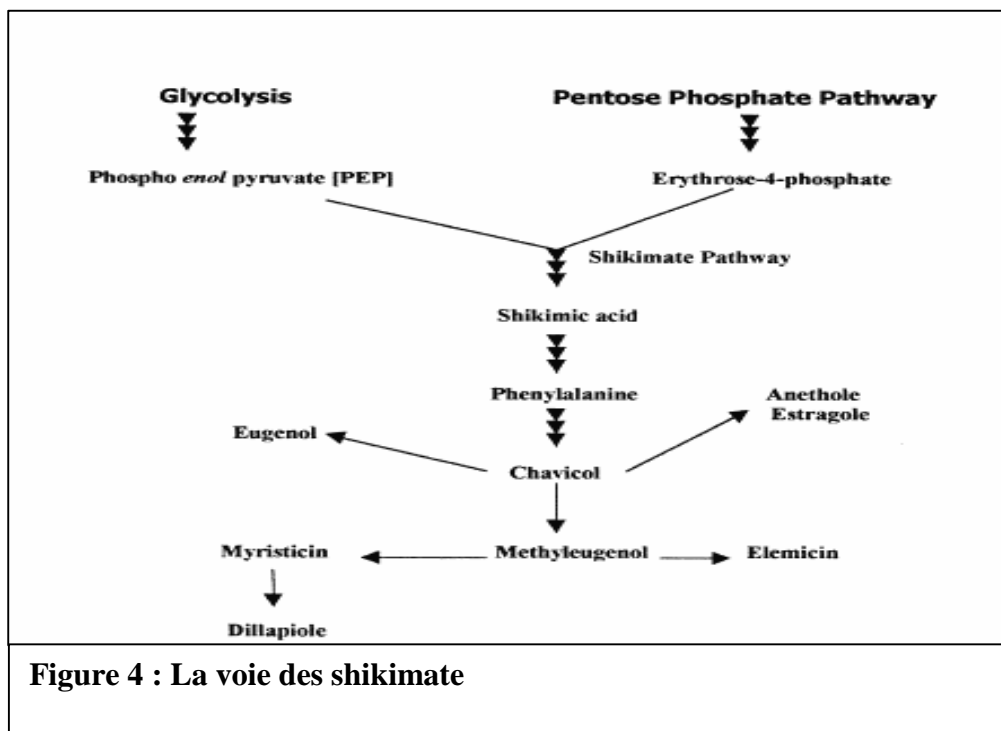 Glycolysis
Pentose Phosphate Pathway
Phospho enol pyruvate [PEP]
Erythrose-4-phosphate
Shikimate Pathway
Shikimic acid
Phenylalanine
Anethole
Estragole
Eugenol
Chavicol
Myristicin
Methyleugenol
Elemicin
Dillapiole
Figure 4 : La voie des shikimate